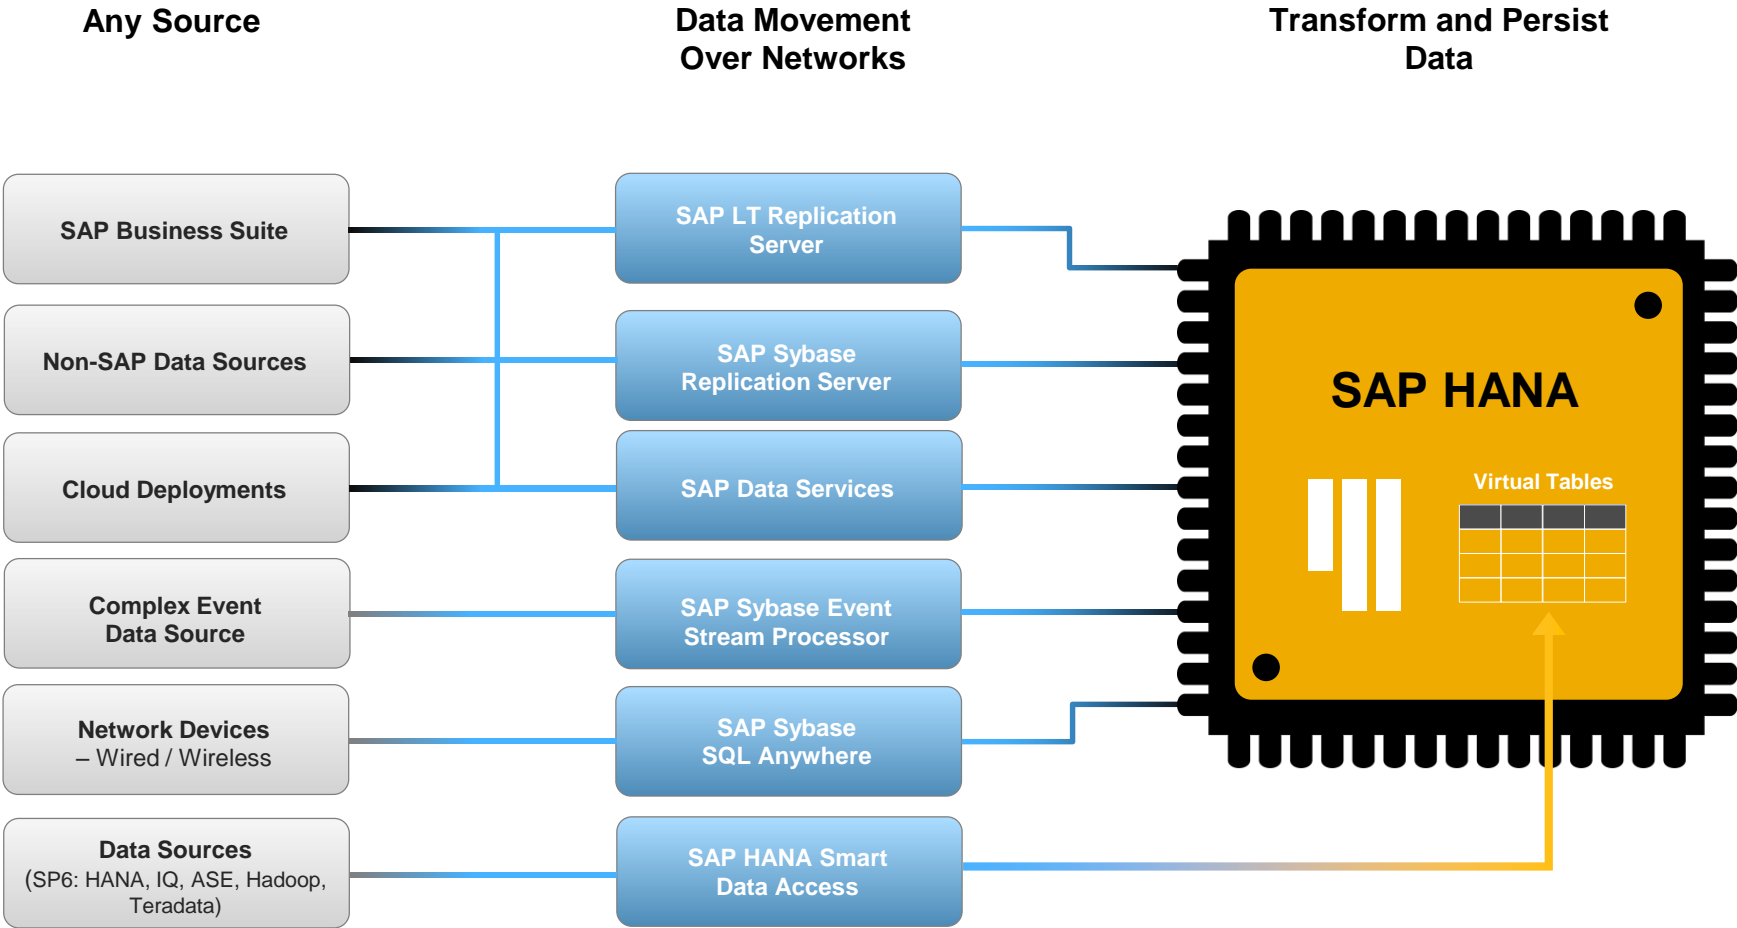 Any Source
Data Movement
Over Networks
Transform and Persist
Data
SAP Business Suite
Non-SAP Data Sources
Cloud Deployments
Complex Event
Data Source
Network Devices
– Wired / Wireless
Data Sources
(SP6: HANA, IQ, ASE, Hadoop,
Teradata)
SAP LT Replication
Server
SAP Sybase
Replication Server
SAP Data Services
SAP Sybase Event
Stream Processor
SAP Sybase
SQL Anywhere
SAP HANA Smart
Data Access
SAP HANA
Virtual Tables